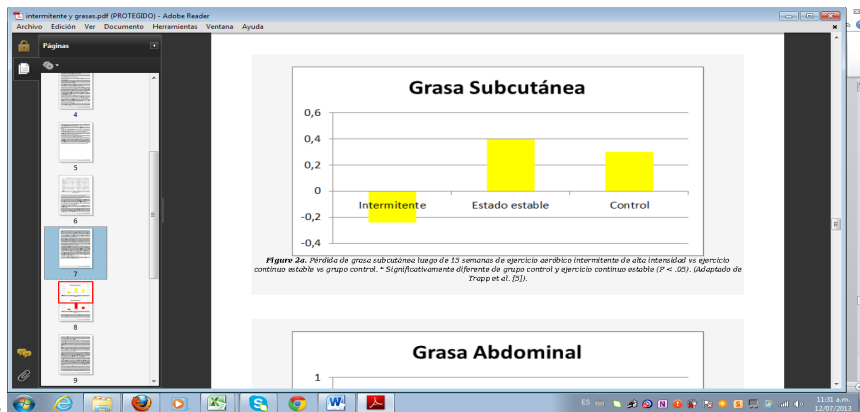 intermitente y grasas.pdf (PROTEGIDO) - Adobe Reader
Archivo Edición Ver Documento Herramientas Ventana Ayuda
Páginas
4
5
6
7
8
9
Grasa Subcutánea
0,6
0,4
0,2
0
-0,2
-0,4
Intermitente Estado estable Control
Figure 2a. Pérdida de grasa subcutánea luego de 15 semanas de ejercicio aeróbico intermitente de alta intensidad vs ejercicio
continuo estable vs grupo control. * Significativamente diferente de grupo control y ejercicio continuo estable (P < .05). (Adaptado de
Trapp et al. [5]).
Grasa Abdominal
1
ES
11:31 a.m.
12/07/2013